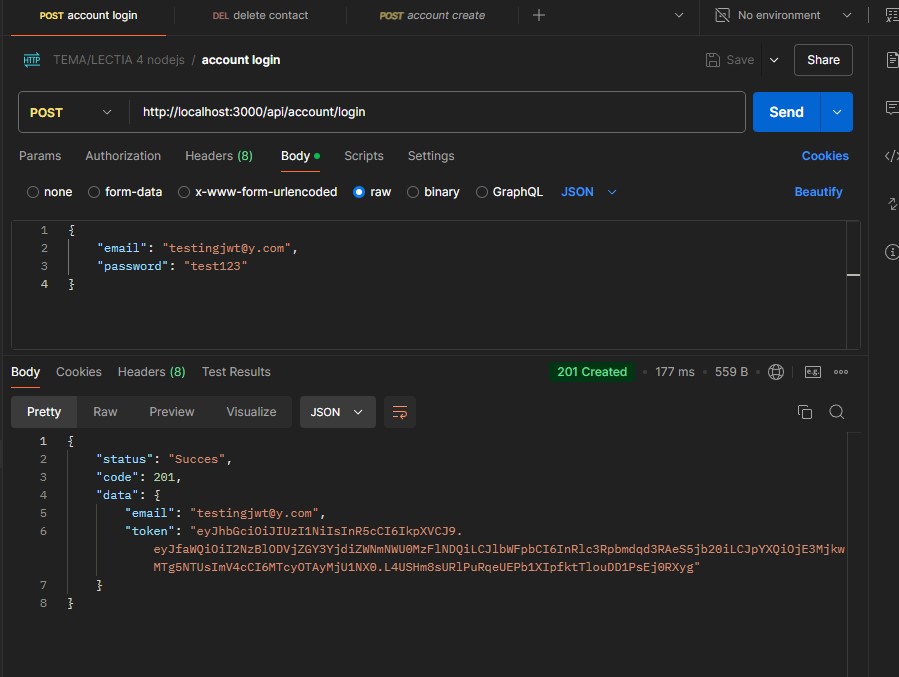 POST account login
DEL delete contact
POST account create
No environment
HTTP TEMA/LECTIA 4 nodejs / account login
Save
Share
POST
http://localhost:3000/api/account/login
Send
Params Authorization Headers (8) Body Scripts Settings Cookies
none form-data x-www-form-urlencoded raw binary GraphQL JSON Beautify
1 {
2 "email": "testingjwt@y.com",
3 "password": "test123"
4 }
Body Cookies Headers (8) Test Results 201 Created 177 ms 559 B e.g.
Pretty Raw Preview Visualize JSON
1 {
2 "status": "Succes",
3 "code": 201,
4 "data": {
5 "email": "testingjwt@y.com",
6 "token": "eyJhbGciOiJIUzI1NiIsInR5cCI6IkpXVCJ9.
eyJfaWQiOiI2NzBlODVjZGY3YjdiZWNmNWU0MzFlNDQiLCJlbWFpbCI6InRlc3Rpbmdqd3RAeS5jb20iLCJpYXQiOjE3Mjkw
MTg5NTUsImV4cCI6MTcyOTAyMjU1NX0.L4USHm8sURlPuRqeUEPb1XIpfktTlouDD1PsEj0RXyg"
7 }
8 }